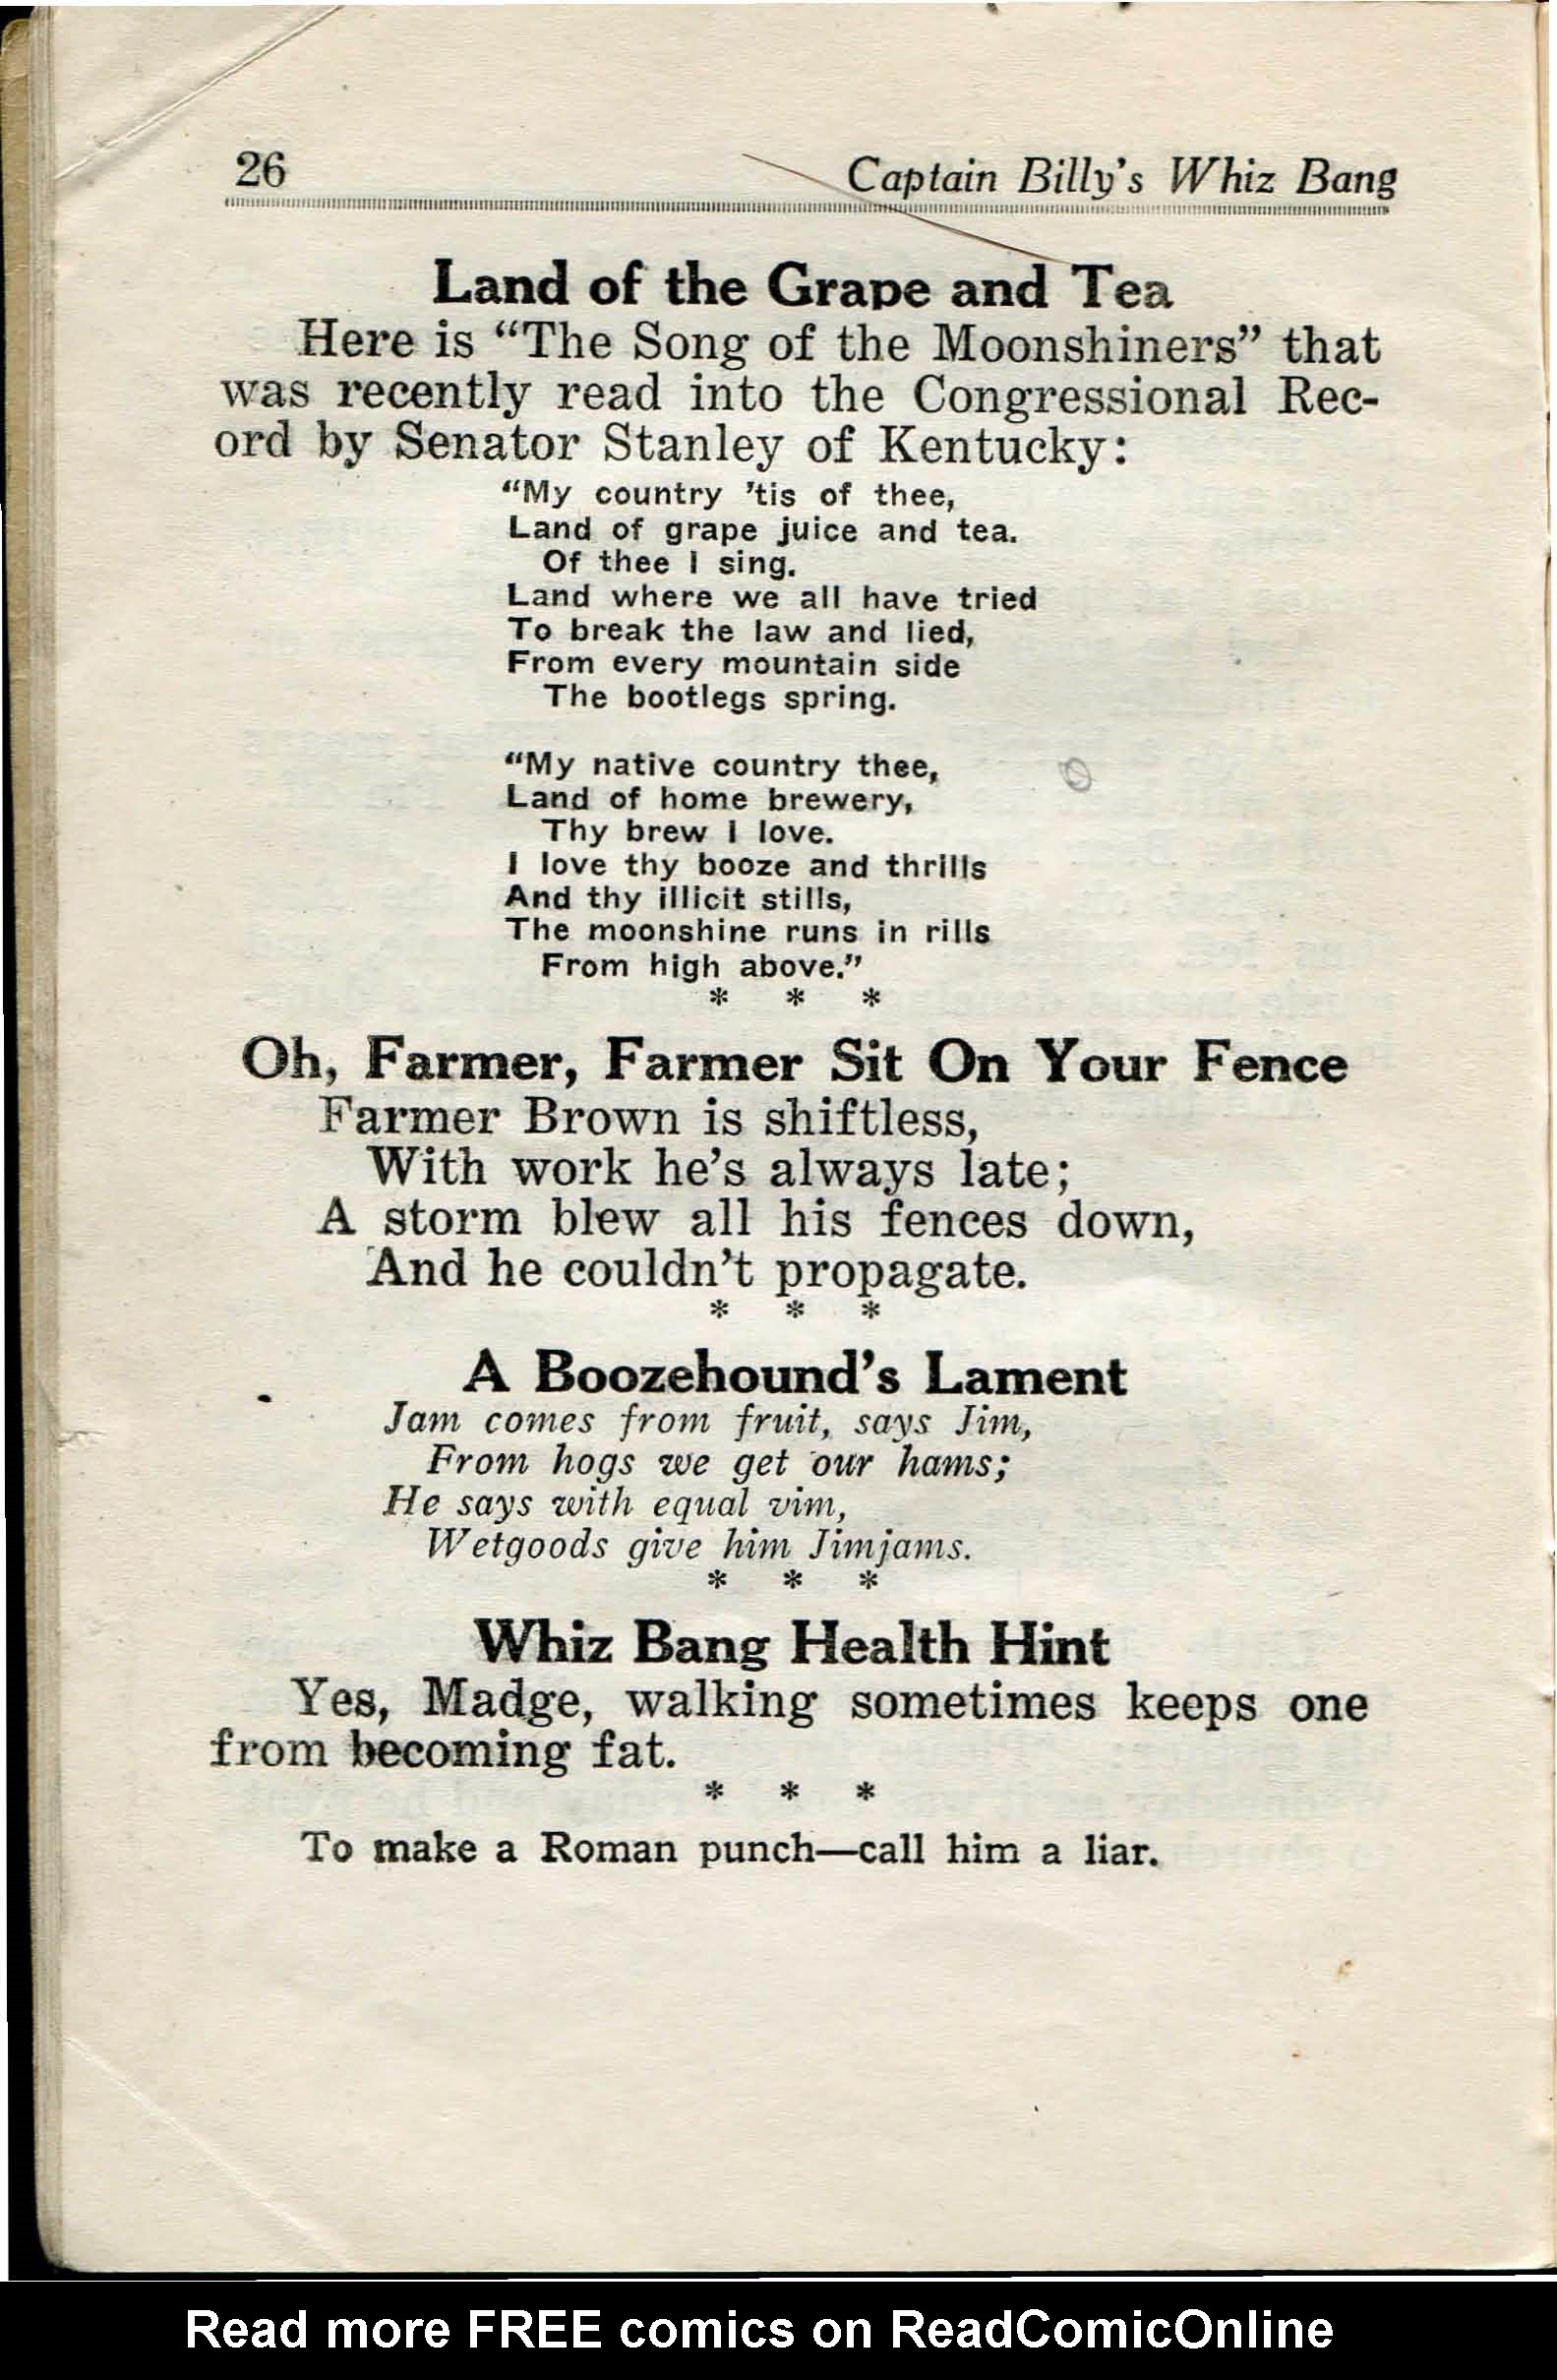 26
Captain Billy's Whiz Bang
Land of the Grape and Tea
Here is “The Song of the Moonshiners” that
was recently read into the Congressional Rec-
ord by Senator Stanley of Kentucky:
“My country ’tis of thee,
Land of grape juice and tea.
Of thee I sing.
Land where we all have tried
To break the law and lied,
From every mountain side
The bootlegs spring.
“My native country thee,
Land of home brewery,
Thy brew I love.
I love thy booze and thrills
And thy illicit stills,
The moonshine runs in rills
From high above.”
* * *
Oh, Farmer, Farmer Sit On Your Fence
Farmer Brown is shiftless,
With work he’s always late;
A storm blew all his fences down,
And he couldn’t propagate.
* * *
A Boozehound’s Lament
Jam comes from fruit, says Jim,
From hogs we get our hams;
He says with equal vim,
Wetgoods give him Jimjams.
* * *
Whiz Bang Health Hint
Yes, Madge, walking sometimes keeps one
from becoming fat.
* * *
To make a Roman punch—call him a liar.
Read more FREE comics on ReadComicOnline